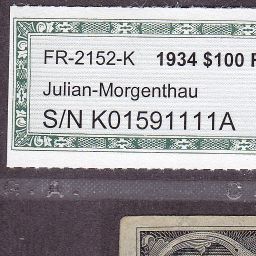 FR-2152-K 1934 $100 F
Julian-Morgenthau
S/N K01591111A